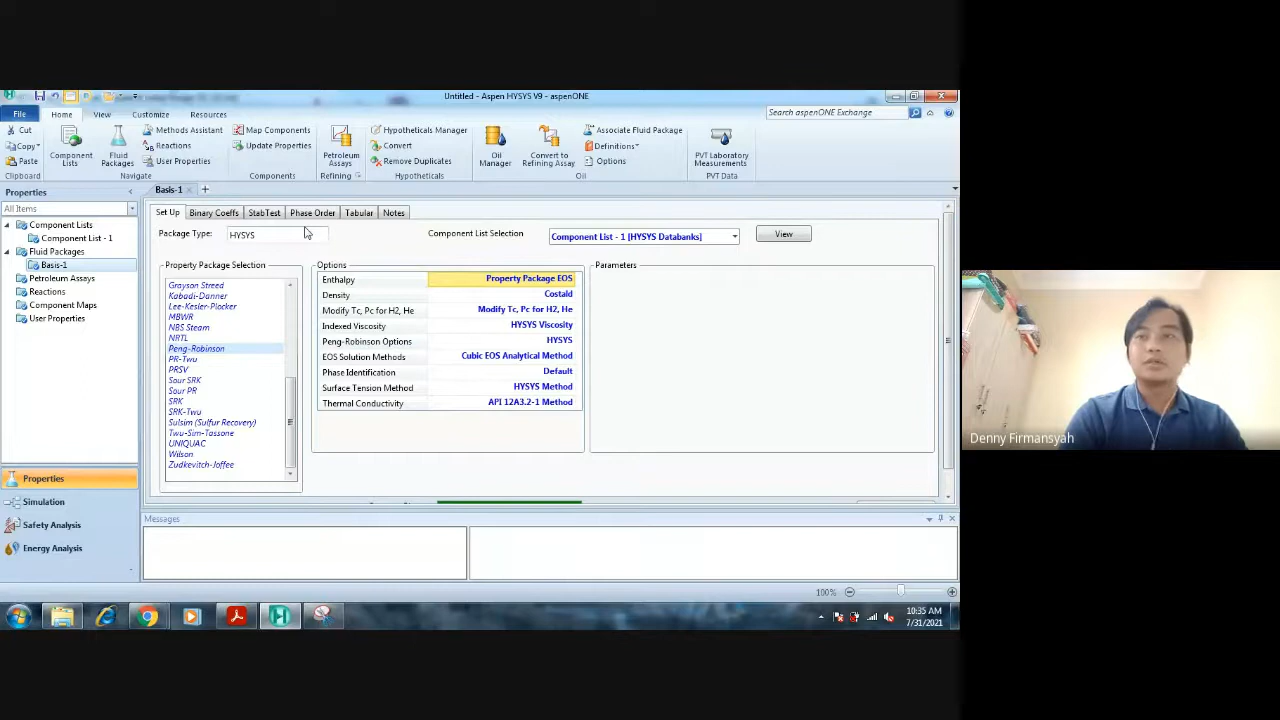 Untitled - Aspen HYSYS V9 - aspenONE
File Home View Customize Resources Search aspenONE Exchange
Cut
Copy
Paste
Clipboard
Component Lists
Fluid Packages
Methods Assistant
Reactions
User Properties
Navigate
Map Components
Update Properties
Components
Petroleum Assays
Refining
Hypotheticals Manager
Convert
Remove Duplicates
Hypotheticals
Oil Manager
Convert to Refining Assay
Associate Fluid Package
Definitions
Options
Oil
PVT Laboratory Measurements
PVT Data
Properties
All Items
Component Lists
Component List - 1
Fluid Packages
Basis-1
Petroleum Assays
Reactions
Component Maps
User Properties
Properties
Simulation
Safety Analysis
Energy Analysis
Basis-1
Set Up Binary Coeffs StabTest Phase Order Tabular Notes
Package Type: HYSYS Component List Selection Component List - 1 [HYSYS Databanks] View
Property Package Selection
Grayson Streed
Kabadi-Danner
Lee-Kesler-Plocker
MBWR
NBS Steam
NRTL
Peng-Robinson
PR-Twu
PRSV
Sour SRK
Sour PR
SRK
SRK-Twu
Sulsim (Sulfur Recovery)
Twu-Sim-Tassone
UNIQUAC
Wilson
Zudkevitch-Joffee
Options
Enthalpy Property Package EOS
Density Costald
Modify Tc, Pc for H2, He Modify Tc, Pc for H2, He
Indexed Viscosity HYSYS Viscosity
Peng-Robinson Options HYSYS
EOS Solution Methods Cubic EOS Analytical Method
Phase Identification Default
Surface Tension Method HYSYS Method
Thermal Conductivity API 12A3.2-1 Method
Parameters
Messages
100%
10:35 AM
7/31/2021
Denny Firmansyah